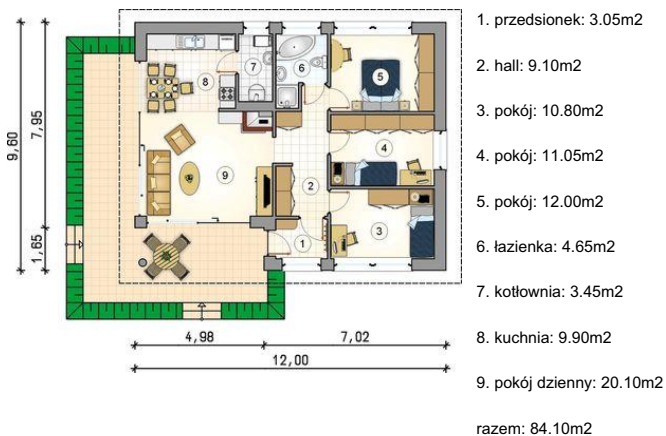 1. przedsionek: 3.05m2
2. hall: 9.10m2
3. pokój: 10.80m2
4. pokój: 11.05m2
5. pokój: 12.00m2
6. łazienka: 4.65m2
7. kotłownia: 3.45m2
8. kuchnia: 9.90m2
9. pokój dzienny: 20.10m2
razem: 84.10m2
9,60
7,95
1,65
8
7
6
5
9
4
2
3
1
4,98
7,02
12,00